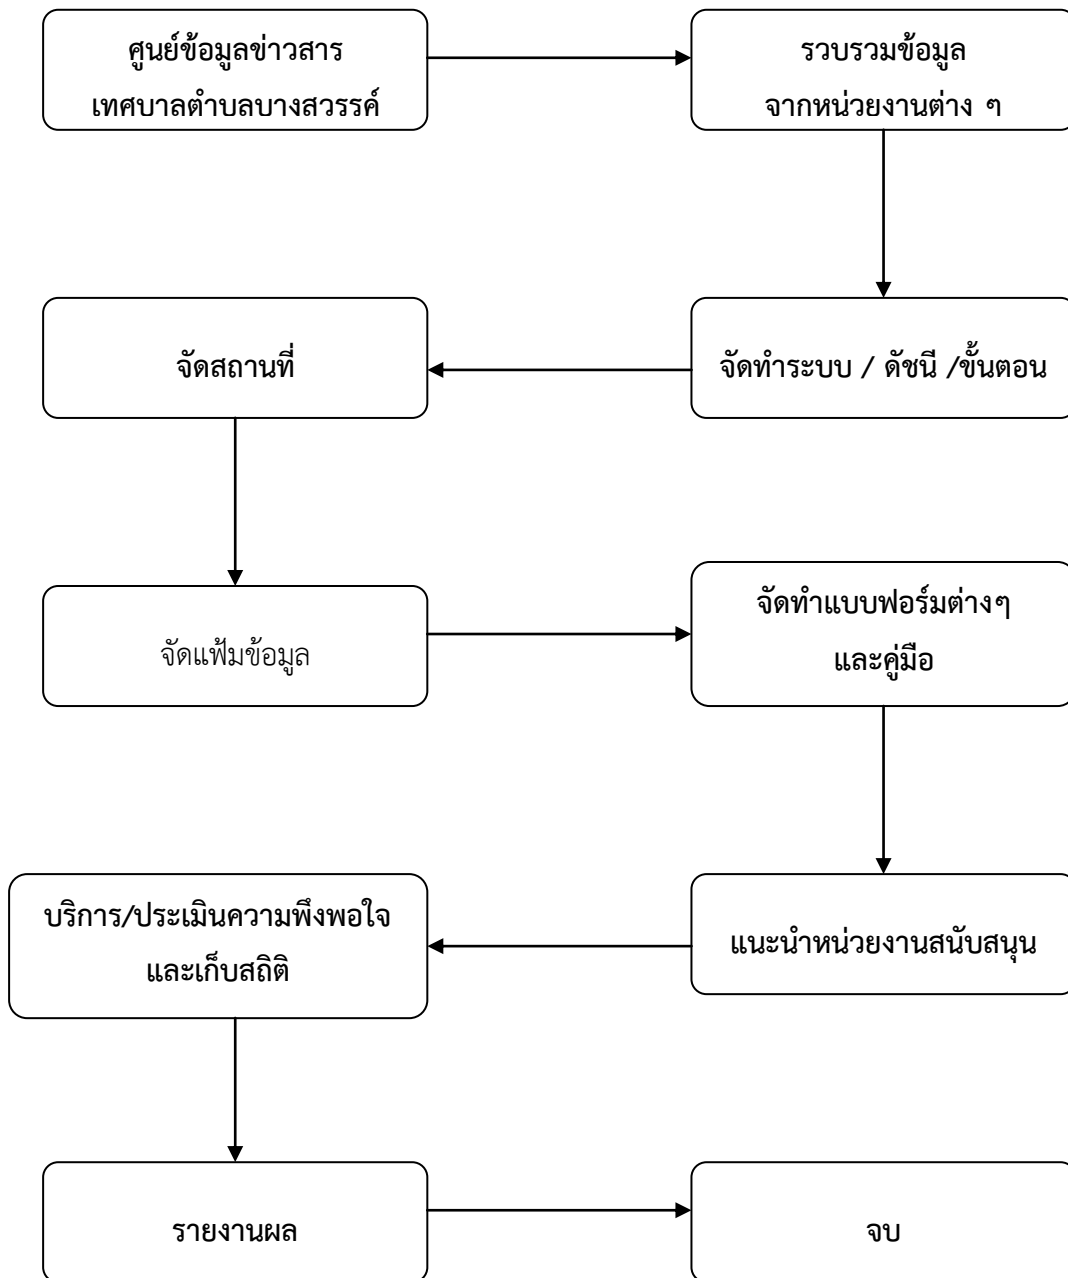 ศูนย์ข้อมูลข่าวสาร
เทศบาลตำบลบางสวรรค์
รวบรวมข้อมูล
จากหน่วยงานต่าง ๆ
จัดทำระบบ / ดัชนี /ขั้นตอน
จัดสถานที่
จัดแฟ้มข้อมูล
จัดทำแบบฟอร์มต่างๆ
และคู่มือ
แนะนำหน่วยงานสนับสนุน
บริการ/ประเมินความพึงพอใจ
และเก็บสถิติ
รายงานผล
จบ